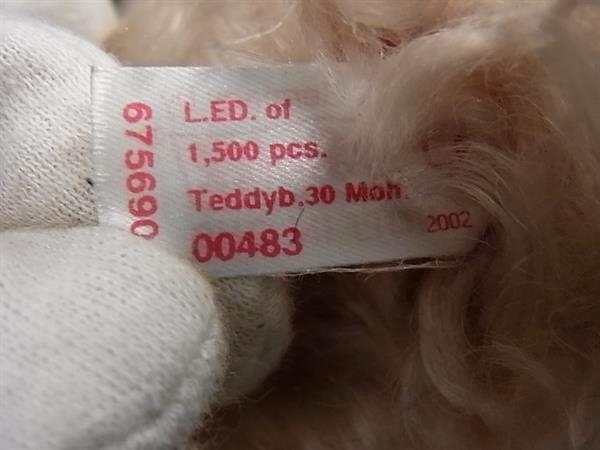 675690
L.ED. of
1,500 pcs.
Teddyb.30 Moh.
00483
2002